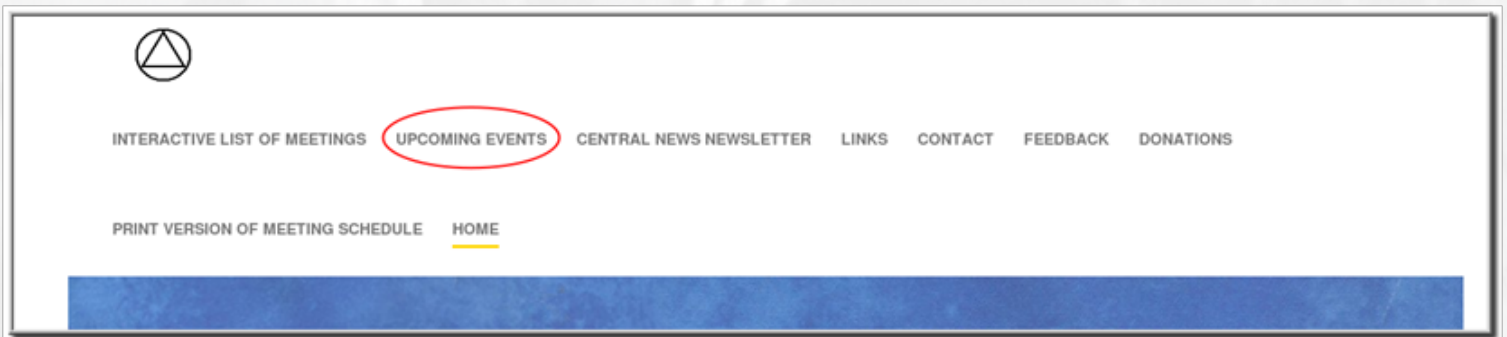 INTERACTIVE LIST OF MEETINGS UPCOMING EVENTS CENTRAL NEWS NEWSLETTER LINKS CONTACT FEEDBACK DONATIONS
PRINT VERSION OF MEETING SCHEDULE HOME